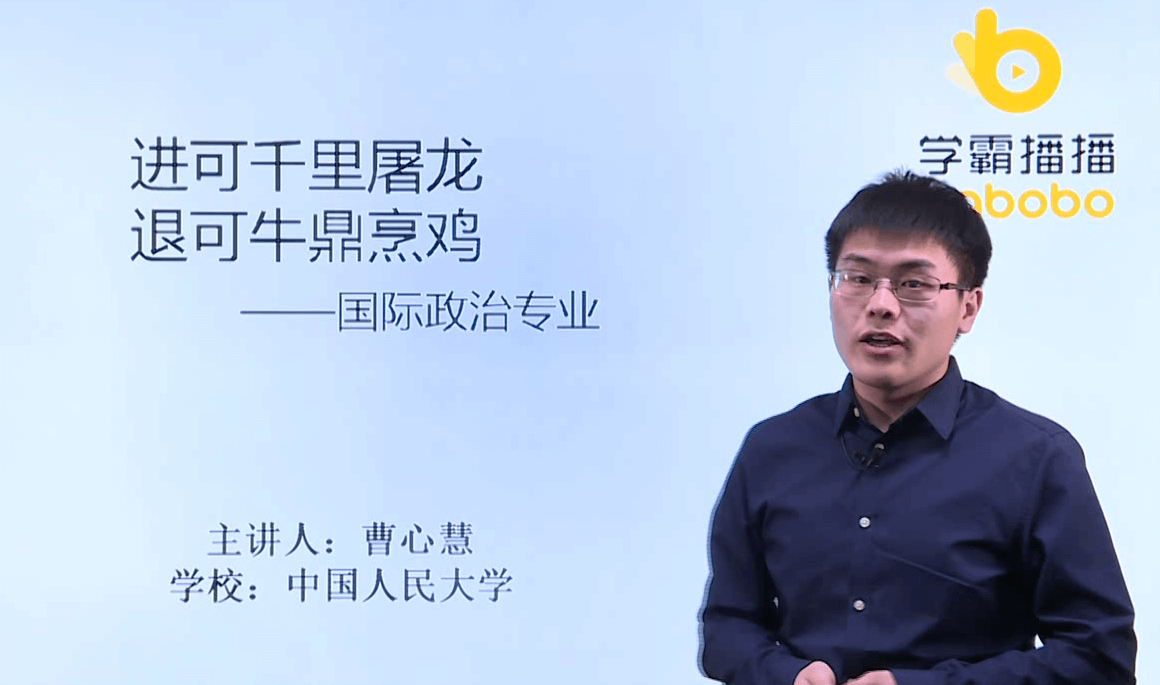 进可千里屠龙
退可牛鼎烹鸡
——国际政治专业
主讲人：曹心慧
学校：中国人民大学
学霸播播
bobo